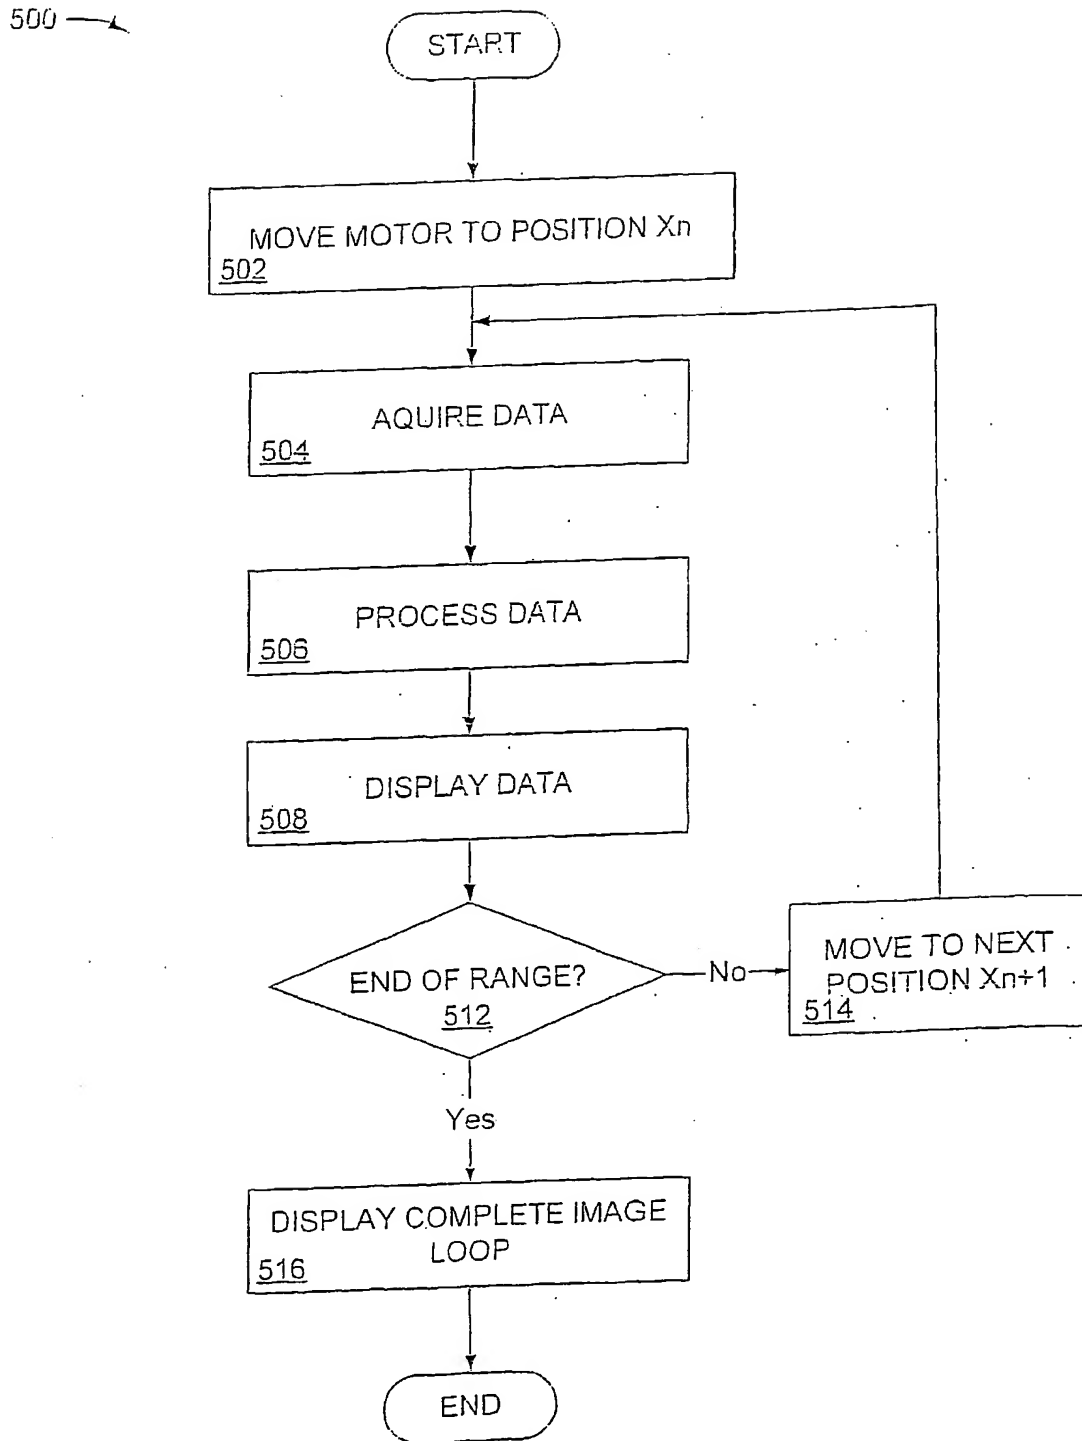 500
START
MOVE MOTOR TO POSITION Xn
502
AQUIRE DATA
504
PROCESS DATA
506
DISPLAY DATA
508
END OF RANGE?
512
No
MOVE TO NEXT
POSITION Xn+1
514
Yes
DISPLAY COMPLETE IMAGE
LOOP
516
END